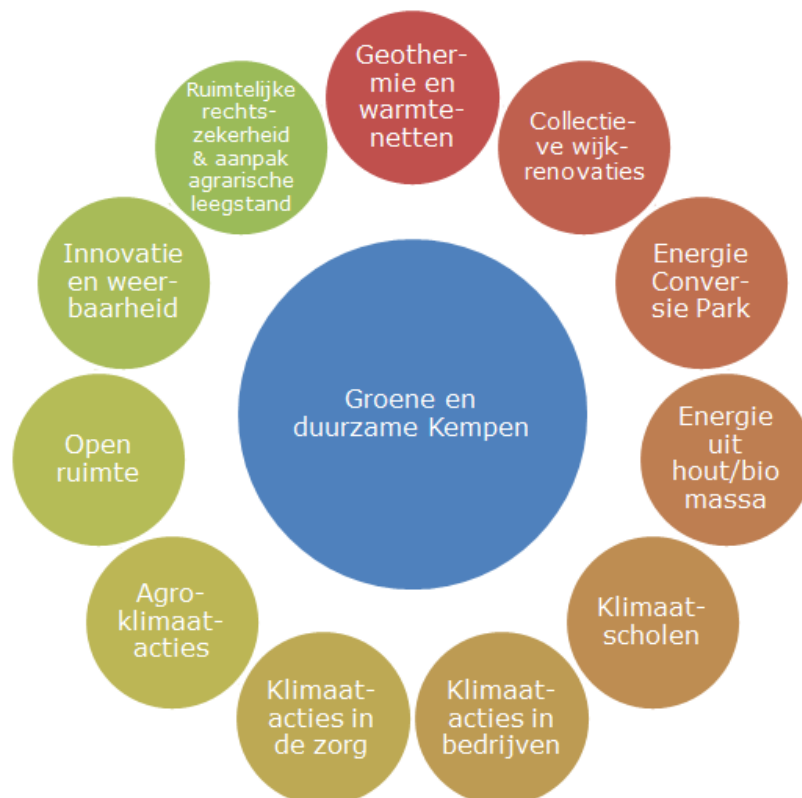 Geother-
mie en
warmte-
netten
Collectie-
ve wijk-
renovaties
Energie
Conver-
sie Park
Energie
uit
hout/bio
massa
Klimaat-
scholen
Klimaat-
acties in
bedrijven
Klimaat-
acties in
de zorg
Agro-
klimaat-
acties
Open
ruimte
Innovatie
en weer-
baarheid
Ruimtelijke
rechts-
zekerheid
& aanpak
agrarische
leegstand
Groene en
duurzame Kempen